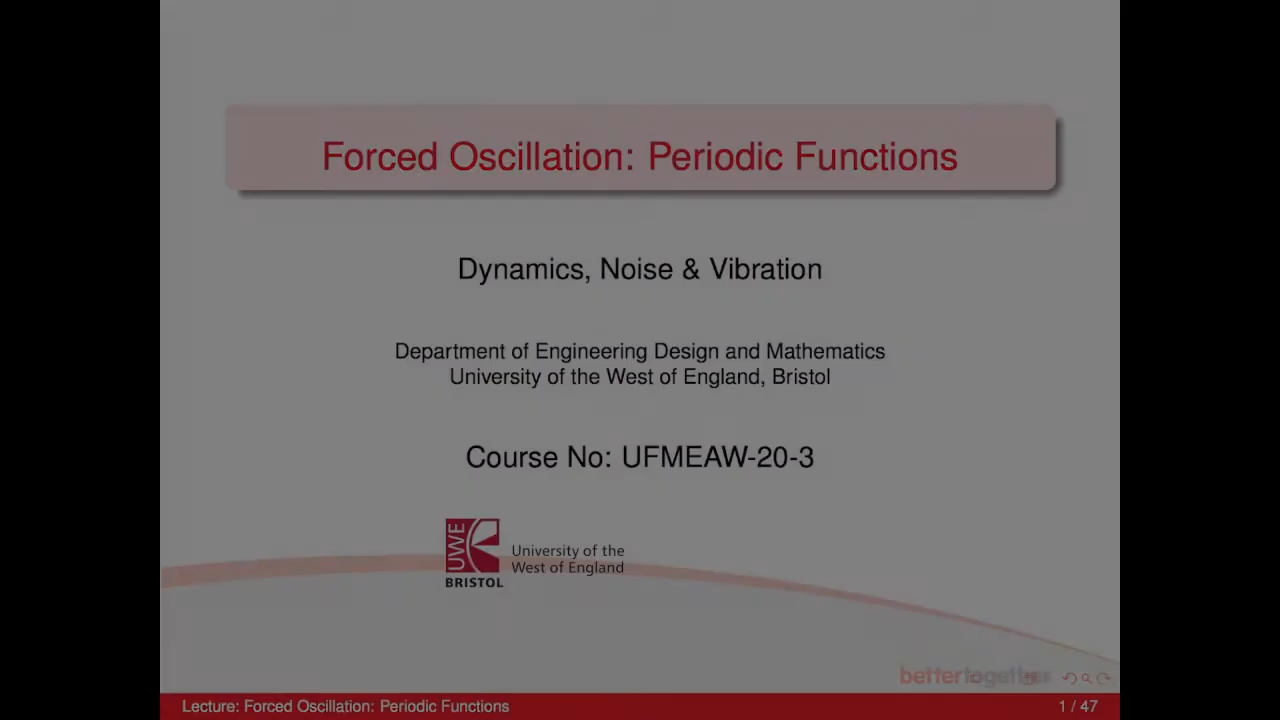 Forced Oscillation: Periodic Functions
Dynamics, Noise & Vibration
Department of Engineering Design and Mathematics
University of the West of England, Bristol
Course No: UFMEAW-20-3
UWE
BRISTOL
University of the
West of England
bettertogether
Lecture: Forced Oscillation: Periodic Functions
1 / 47